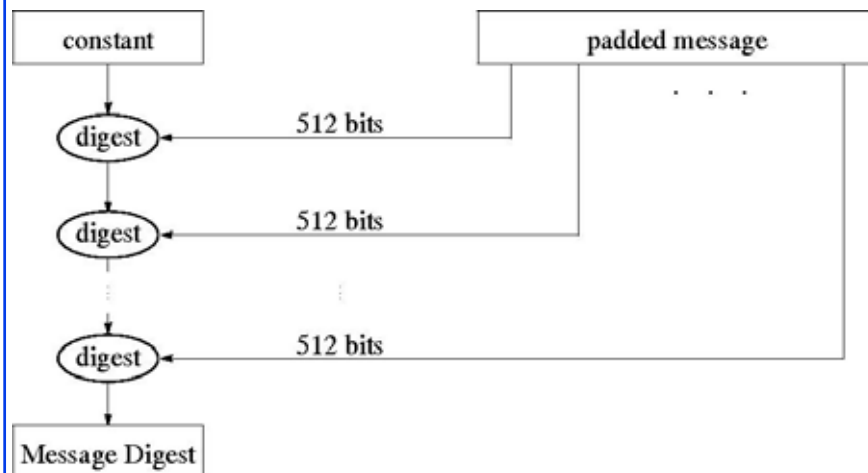 constant
padded message
. . .
digest
512 bits
digest
512 bits
digest
512 bits
Message Digest